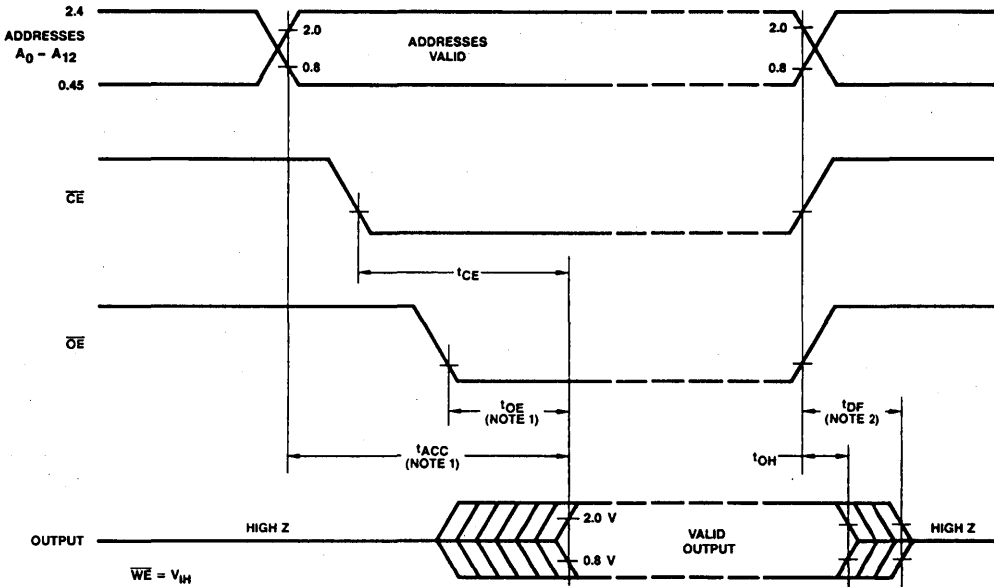 2.4
ADDRESSES
A0 – A12
0.45
2.0
0.8
ADDRESSES
VALID
2.0
0.8
CE
tCE
OE
tOE
(NOTE 1)
tDF
(NOTE 2)
tACC
(NOTE 1)
tOH
OUTPUT
HIGH Z
2.0 V
0.8 V
VALID
OUTPUT
HIGH Z
WE = VIH